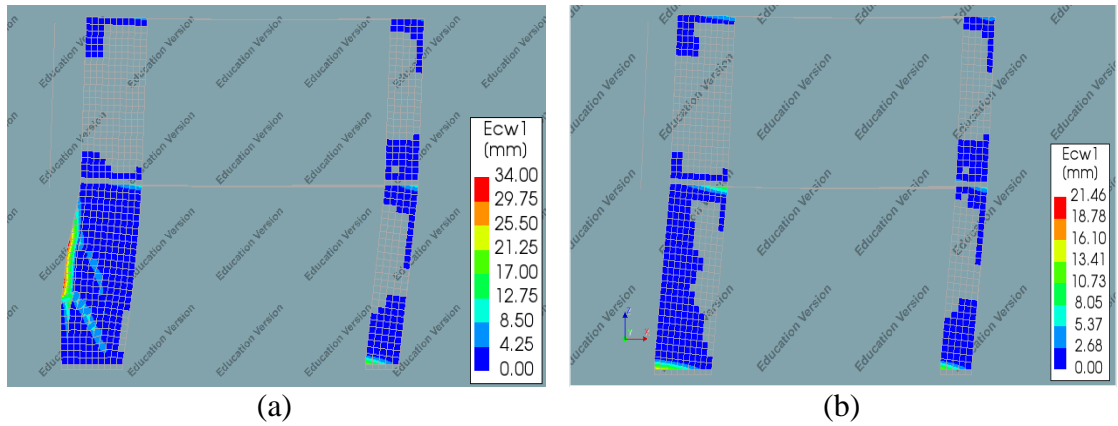 Education Version
Ecw1
(mm)
34.00
29.75
25.50
21.25
17.00
12.75
8.50
4.25
0.00
(a)
Education Version
Ecw1
(mm)
21.46
18.78
16.10
13.41
10.73
8.05
5.37
2.68
0.00
z
y
x
(b)